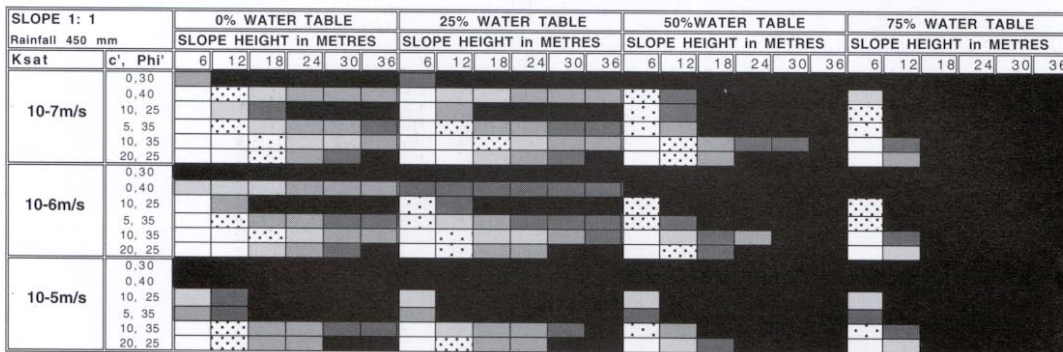 SLOPE 1: 1 0% WATER TABLE 25% WATER TABLE 50%WATER TABLE 75% WATER TABLE
Rainfall 450 mm SLOPE HEIGHT in METRES SLOPE HEIGHT in METRES SLOPE HEIGHT in METRES SLOPE HEIGHT in METRES
Ksat c', Phi' 6 12 18 24 30 36 6 12 18 24 30 36 6 12 18 24 30 36 6 12 18 24 30 36
0,30
0,40
10-7m/s 10, 25
5, 35
10, 35
20, 25
0,30
0,40
10-6m/s 10, 25
5, 35
10, 35
20, 25
0,30
0,40
10-5m/s 10, 25
5, 35
10, 35
20, 25